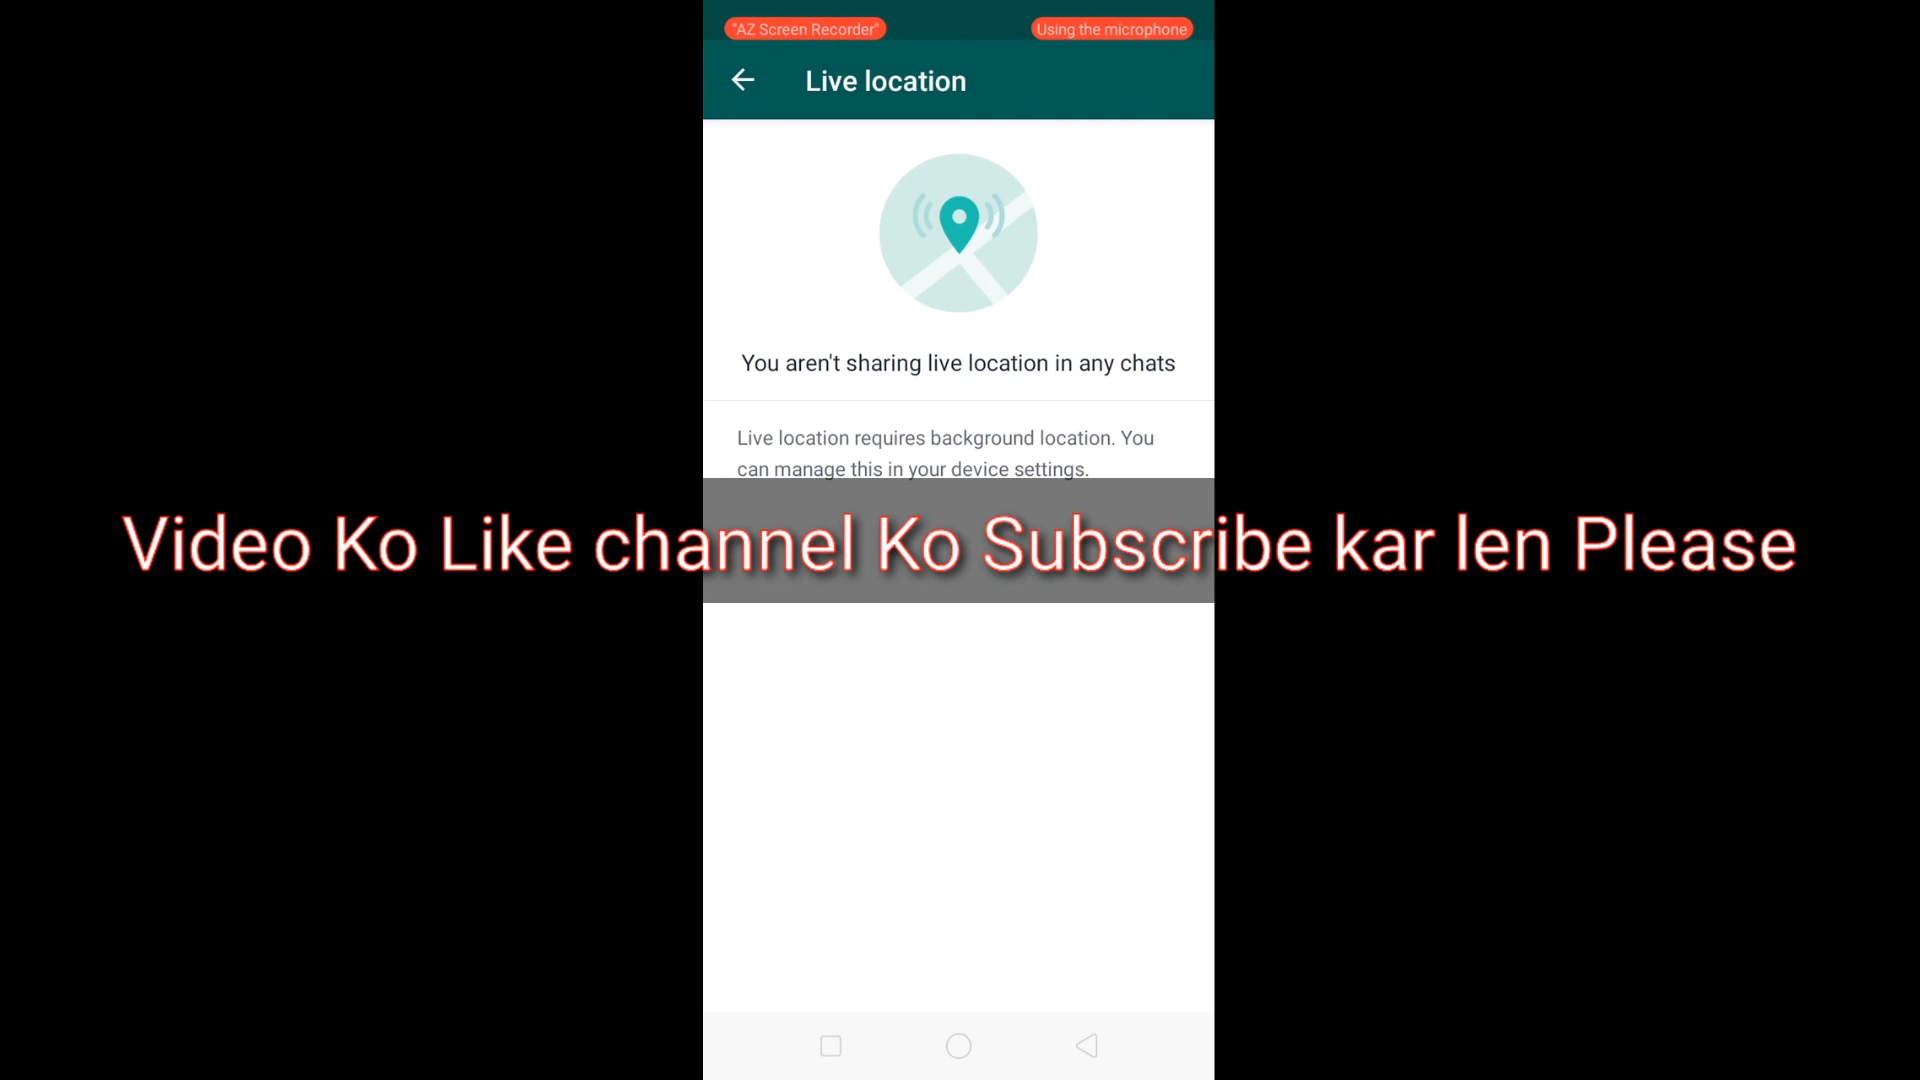 "AZ Screen Recorder"
Using the microphone
Live location
You aren't sharing live location in any chats
Live location requires background location. You
can manage this in your device settings.
Video Ko Like channel Ko Subscribe kar len Please